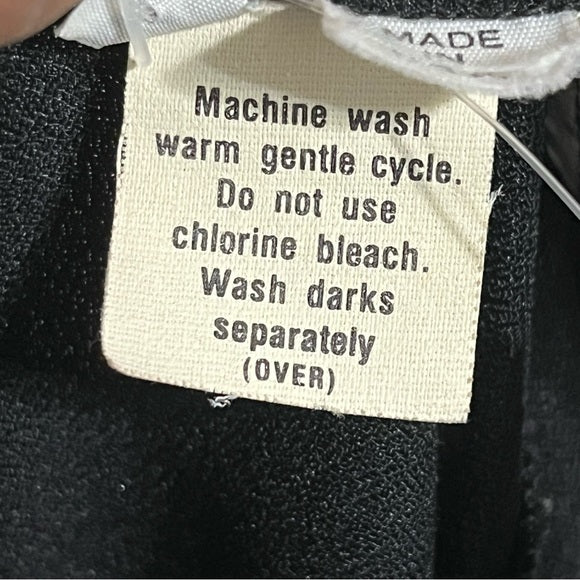 MADE
Machine wash
warm gentle cycle.
Do not use
chlorine bleach.
Wash darks
separately
(OVER)